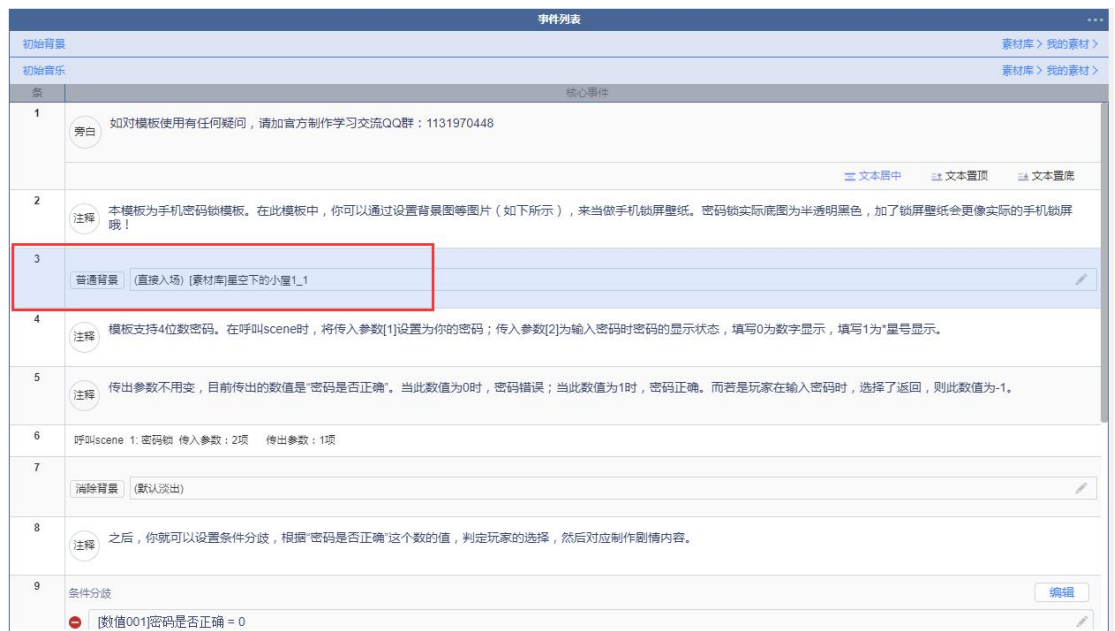 事件列表
初始背景 素材库 > 我的素材 >
初始音乐 素材库 > 我的素材 >
条 核心事件
1
旁白 如对模板使用有任何疑问，请加官方制作学习交流QQ群：1131970448
文本居中 文本置顶 文本置底
2
注释 本模板为手机密码锁模板。在此模板中，你可以通过设置背景图等图片（如下所示），来当做手机锁屏壁纸。密码锁实际底图为半透明黑色，加了锁屏壁纸会更像实际的手机锁屏
哦！
3
普通背景 (直接入场) [素材库]星空下的小屋1_1
4
注释 模板支持4位数密码。在呼叫scene时，将传入参数[1]设置为你的密码；传入参数[2]为输入密码时密码的显示状态，填写0为数字显示，填写1为*星号显示。
5
注释 传出参数不用变，目前传出的数值是“密码是否正确”。当此数值为0时，密码错误；当此数值为1时，密码正确。而若是玩家在输入密码时，选择了返回，则此数值为-1。
6 呼叫scene 1: 密码锁 传入参数：2项 传出参数：1项
7
消除背景 (默认淡出)
8
注释 之后，你就可以设置条件分歧，根据“密码是否正确”这个数的值，判定玩家的选择，然后对应制作剧情内容。
9
条件分歧 编辑
[数值001]密码是否正确 = 0